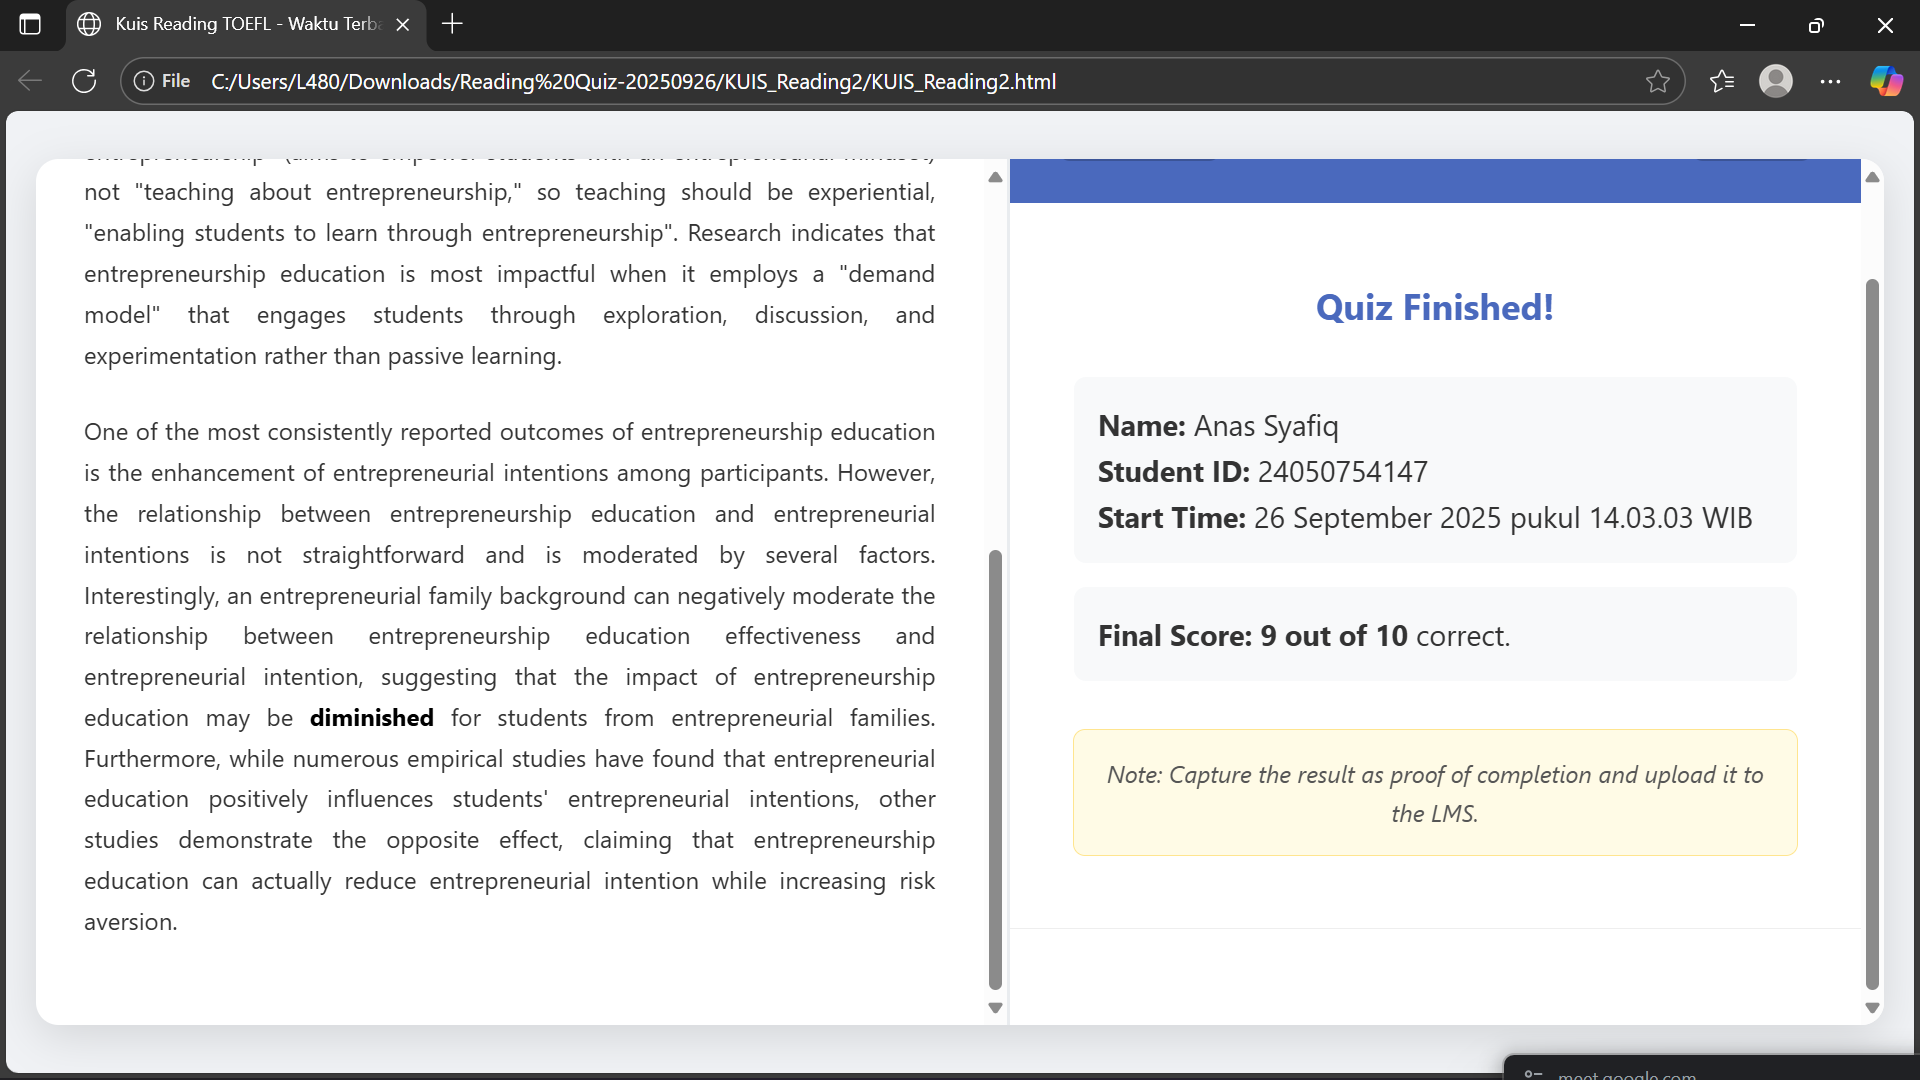 Kuis Reading TOEFL - Waktu Terba
File C:/Users/L480/Downloads/Reading%20Quiz-20250926/KUIS_Reading2/KUIS_Reading2.html
entrepreneurship" (aims to empower students with an entrepreneurial mindset)
not "teaching about entrepreneurship," so teaching should be experiential,
"enabling students to learn through entrepreneurship". Research indicates that
entrepreneurship education is most impactful when it employs a "demand
model" that engages students through exploration, discussion, and
experimentation rather than passive learning.
One of the most consistently reported outcomes of entrepreneurship education
is the enhancement of entrepreneurial intentions among participants. However,
the relationship between entrepreneurship education and entrepreneurial
intentions is not straightforward and is moderated by several factors.
Interestingly, an entrepreneurial family background can negatively moderate the
relationship between entrepreneurship education effectiveness and
entrepreneurial intention, suggesting that the impact of entrepreneurship
education may be diminished for students from entrepreneurial families.
Furthermore, while numerous empirical studies have found that entrepreneurial
education positively influences students' entrepreneurial intentions, other
studies demonstrate the opposite effect, claiming that entrepreneurship
education can actually reduce entrepreneurial intention while increasing risk
aversion.
Quiz Finished!
Name: Anas Syafiq
Student ID: 24050754147
Start Time: 26 September 2025 pukul 14.03.03 WIB
Final Score: 9 out of 10 correct.
Note: Capture the result as proof of completion and upload it to
the LMS.
meet.google.com